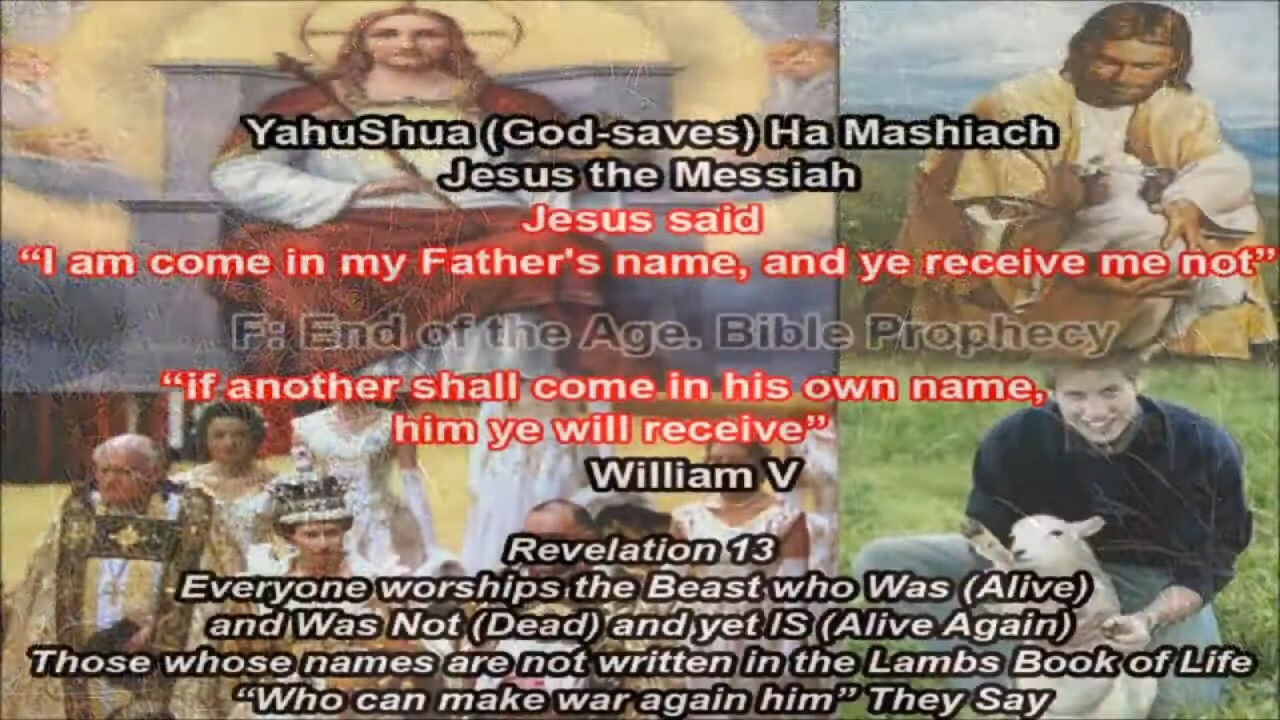 YahuShua (God-saves) Ha Mashiach
Jesus the Messiah
Jesus said
“I am come in my Father's name, and ye receive me not”
F: End of the Age. Bible Prophecy
“if another shall come in his own name,
him ye will receive”
William V
Revelation 13
Everyone worships the Beast who Was (Alive)
and Was Not (Dead) and yet IS (Alive Again)
Those whose names are not written in the Lambs Book of Life
“Who can make war again him” They Say